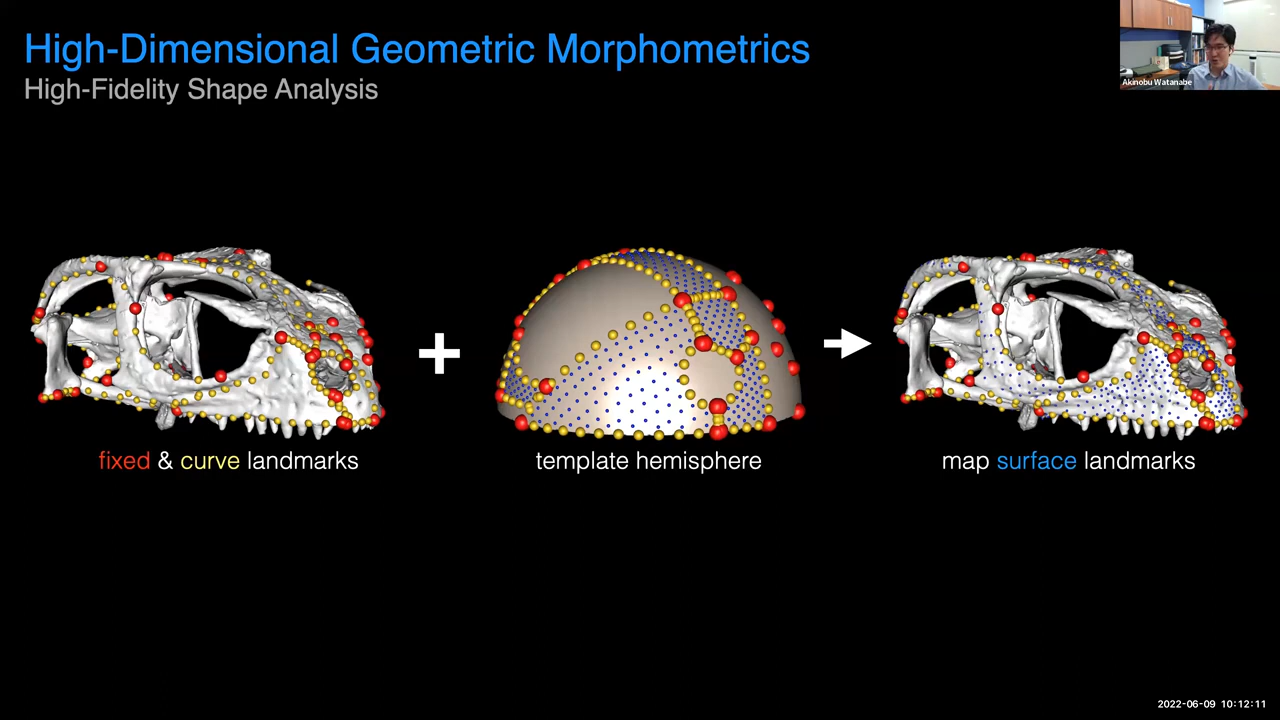 High-Dimensional Geometric Morphometrics
High-Fidelity Shape Analysis
Akinobu Watanabe
fixed & curve landmarks
+
template hemisphere
map surface landmarks
2022-06-09 10:12:11